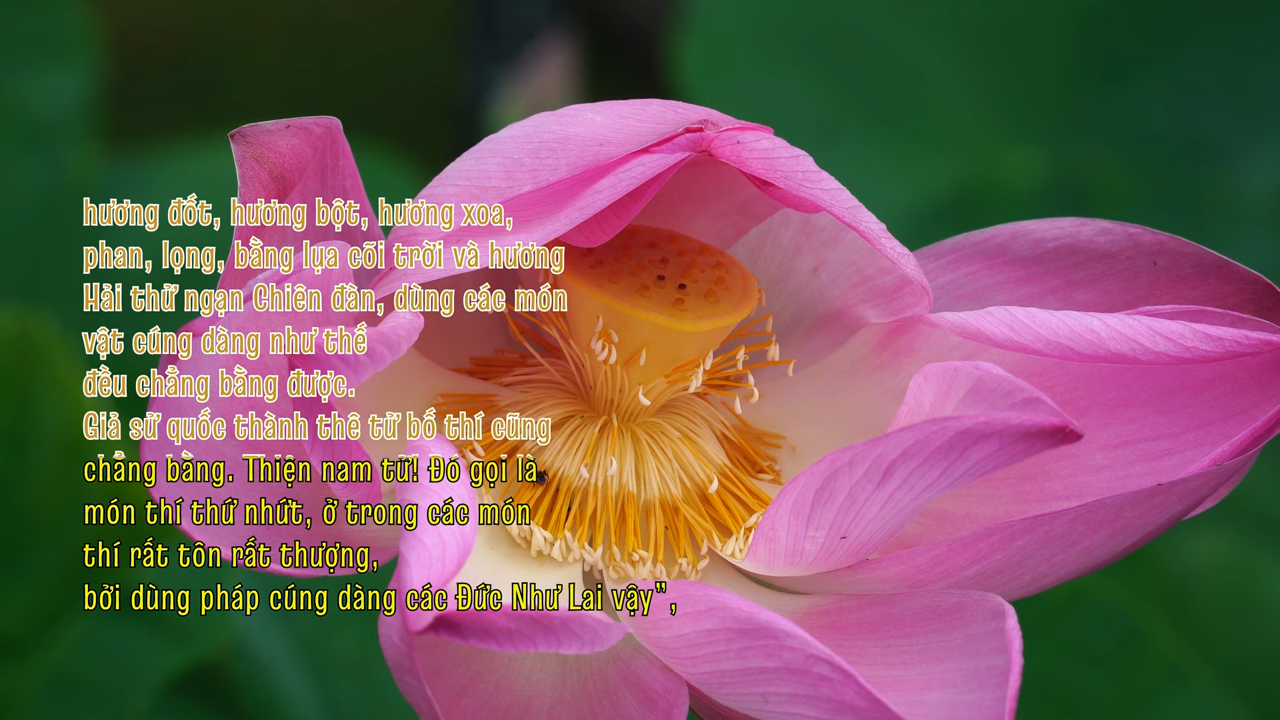 hương đốt, hương bột, hương xoa,
phan, lọng, bằng lụa cõi trời và hương
Hải thử ngạn Chiên đàn, dùng các món
vật cúng dàng như thế
đều chẳng bằng được.
Giả sử quốc thành thê tử bố thí cũng
chẳng bằng. Thiện nam tử! Đó gọi là
món thí thứ nhứt, ở trong các món
thí rất tôn rất thượng,
bởi dùng pháp cúng dàng các Đức Như Lai vậy”,